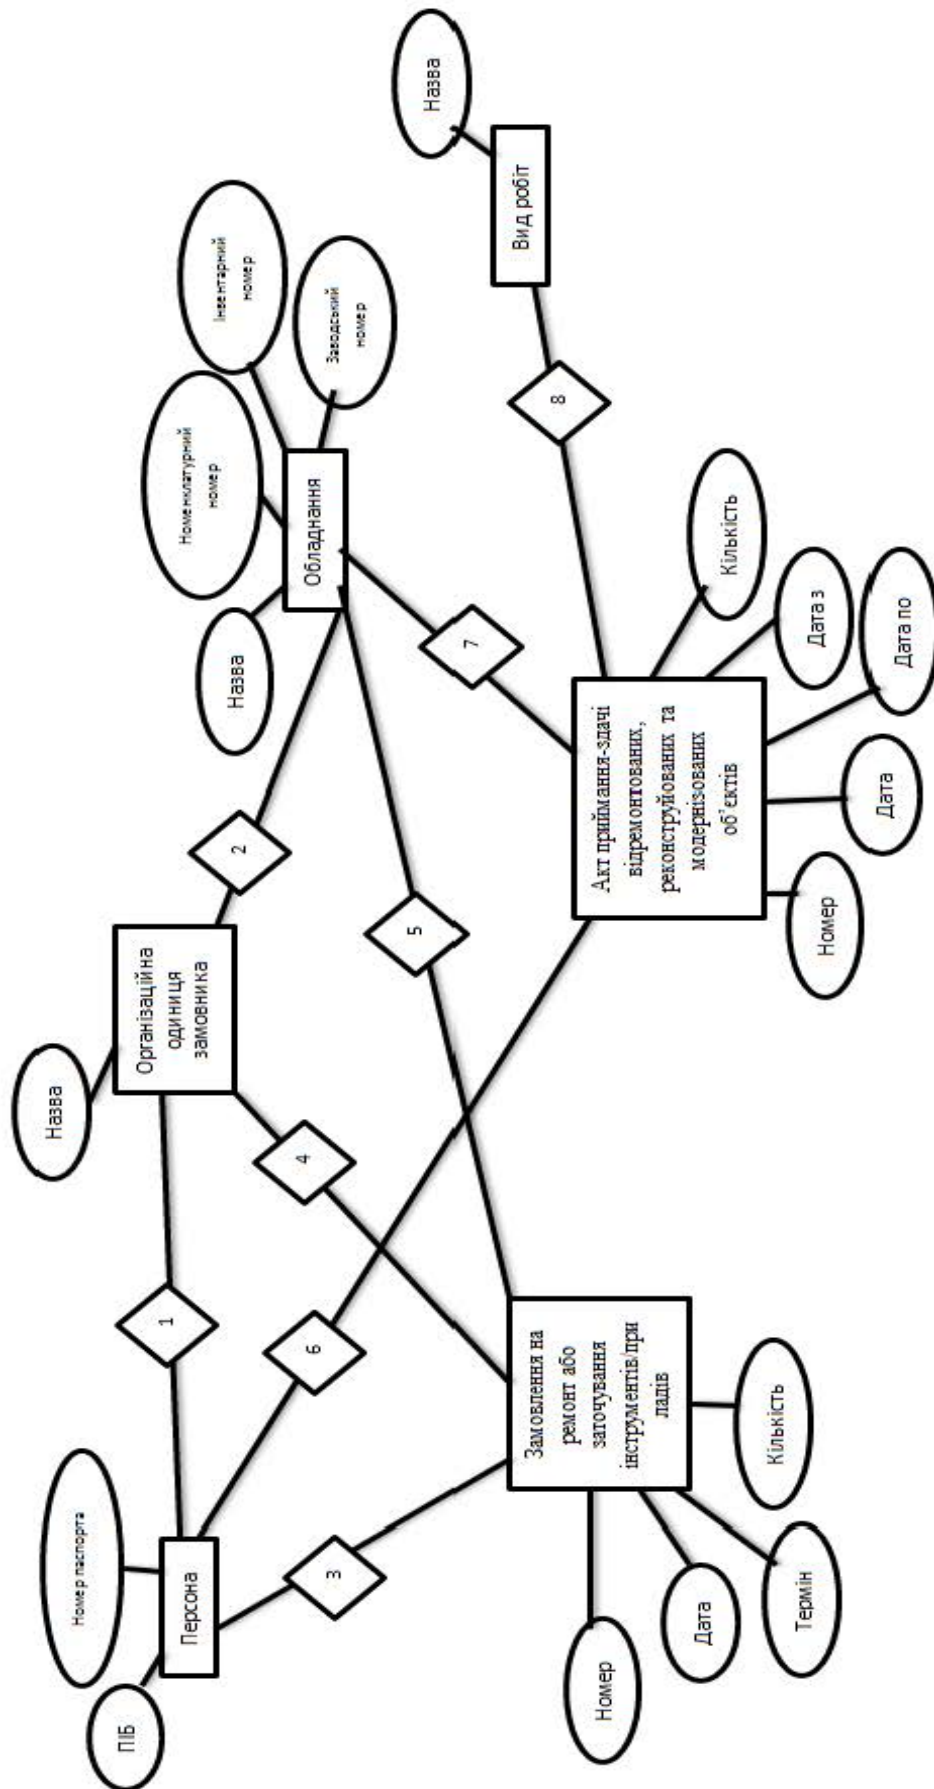 Назва
Номенклатурний
номер
Інвентарний
номер
Назва
Заводський
номер
Обладнання
Організаційна
одиниця
замовника
Номер паспорта
ПІБ
Персона
1
2
3
4
5
6
7
8
Назва
Вид робіт
Замовлення на
ремонт або
заточування
інструментів/при
ладів
Номер
Дата
Термін
Кількість
Акт приймання-здачі
відремонтованих,
реконструйованих та
модернізованих
об’єктів
Номер
Дата
Дата по
Дата з
Кількість